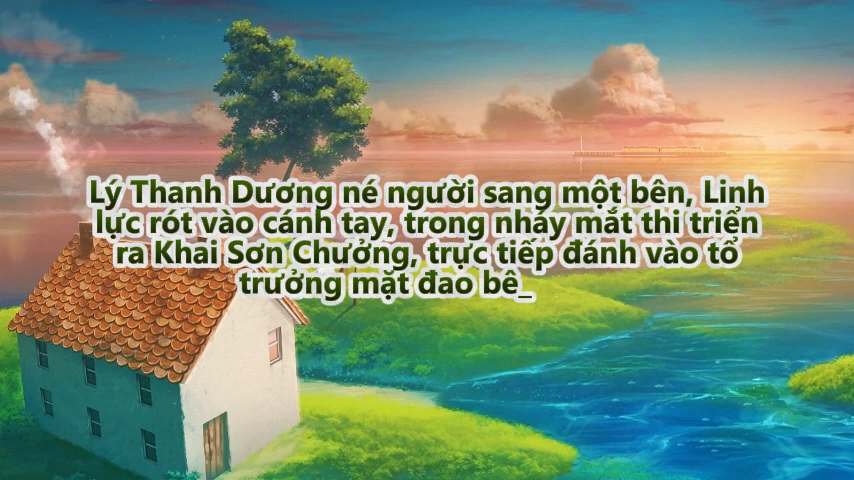 Lý Thanh Dương né người sang một bên, Linh
lực rót vào cánh tay, trong nháy mắt thi triển
ra Khai Sơn Chưởng, trực tiếp đánh vào tổ
trưởng mặt đao bê_